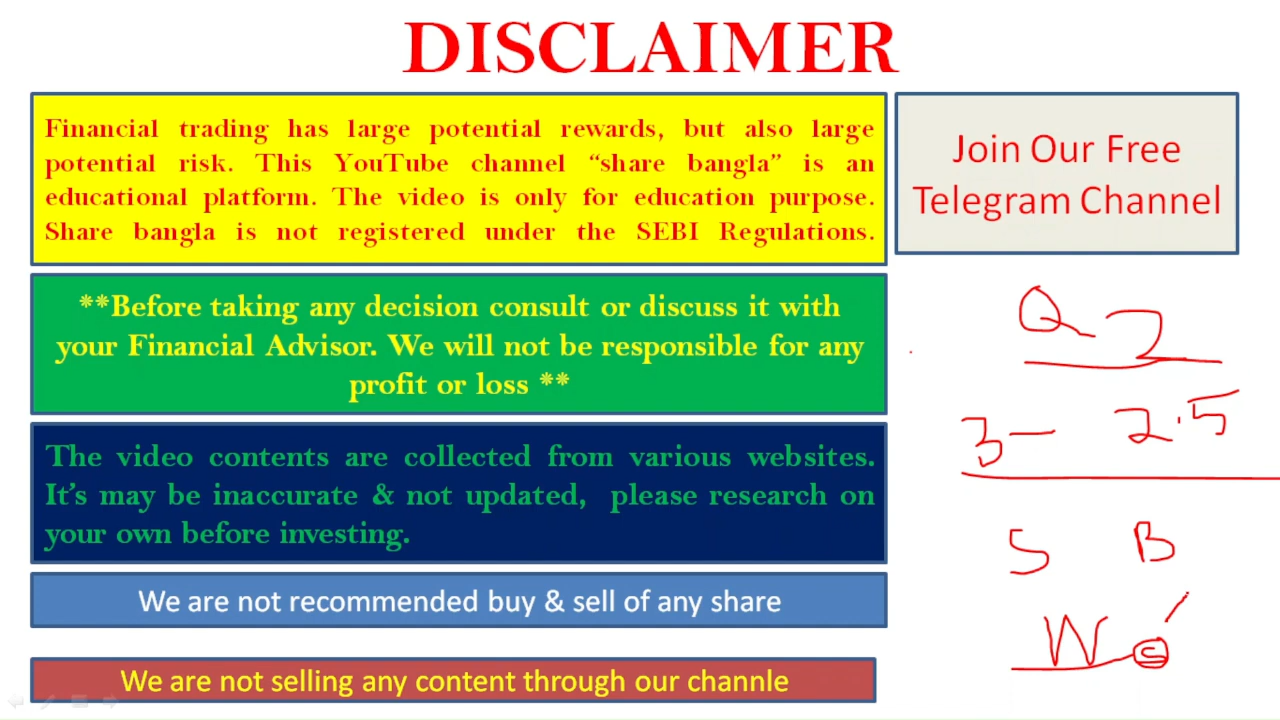 DISCLAIMER
Financial trading has large potential rewards, but also large
potential risk. This YouTube channel “share bangla” is an
educational platform. The video is only for education purpose.
Share bangla is not registered under the SEBI Regulations.
**Before taking any decision consult or discuss it with
your Financial Advisor. We will not be responsible for any
profit or loss **
The video contents are collected from various websites.
It’s may be inaccurate & not updated, please research on
your own before investing.
We are not recommended buy & sell of any share
We are not selling any content through our channle
Join Our Free
Telegram Channel
Q 2
3 – 2.5
S B
W